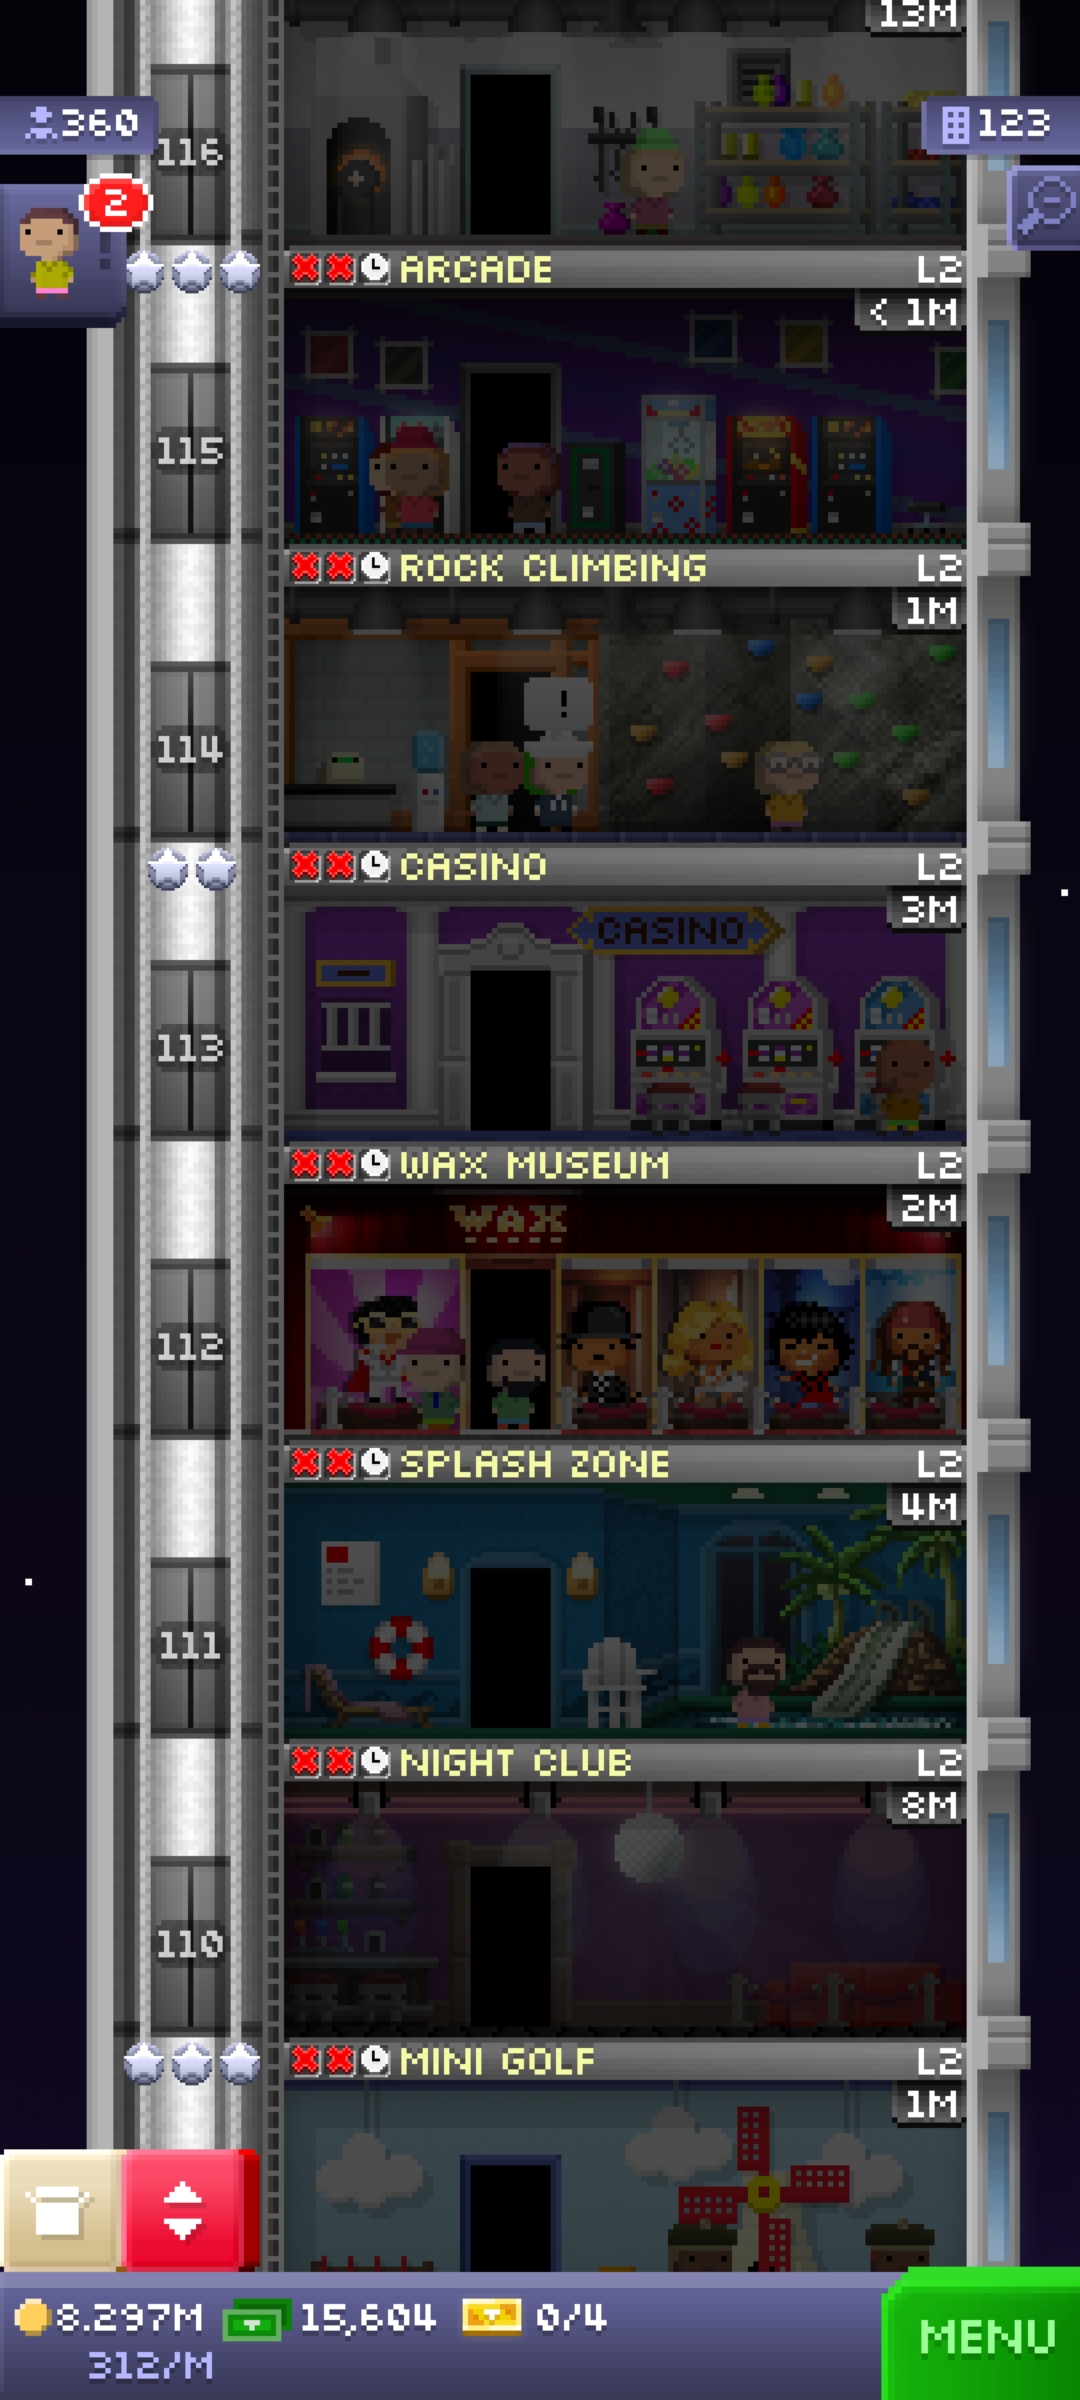 13M
360
123
116
2
ARCADE L2
< 1M
115
ROCK CLIMBING L2
1M
!
114
CASINO L2
3M
CASINO
113
WAX MUSEUM L2
2M
WAX
112
SPLASH ZONE L2
4M
111
NIGHT CLUB L2
8M
110
MINI GOLF L2
1M
8.297M 15,604 0/4
312/M
MENU